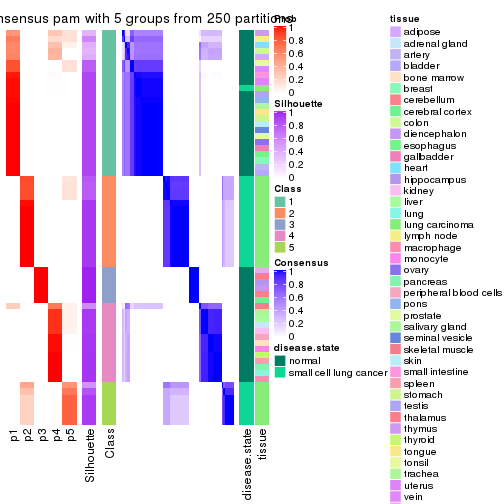 nsensus pam with 5 groups from 250 partitions
Prob
1
0.8
0.6
0.4
0.2
0
Silhouette
1
0.8
0.6
0.4
0.2
0
Class
1
2
3
4
5
Consensus
1
0.8
0.6
0.4
0.2
0
disease.state
normal
small cell lung cancer
tissue
adipose
adrenal gland
artery
bladder
bone marrow
breast
cerebellum
cerebral cortex
colon
diencephalon
esophagus
gallbadder
heart
hippocampus
kidney
liver
lung
lung carcinoma
lymph node
macrophage
monocyte
ovary
pancreas
peripheral blood cells
pons
prostate
salivary gland
seminal vesicle
skeletal muscle
skin
small intestine
spleen
stomach
testis
thalamus
thymus
thyroid
tongue
tonsil
trachea
uterus
vein
p1
p2
p3
p4
p5
Silhouette
Class
disease.state
tissue